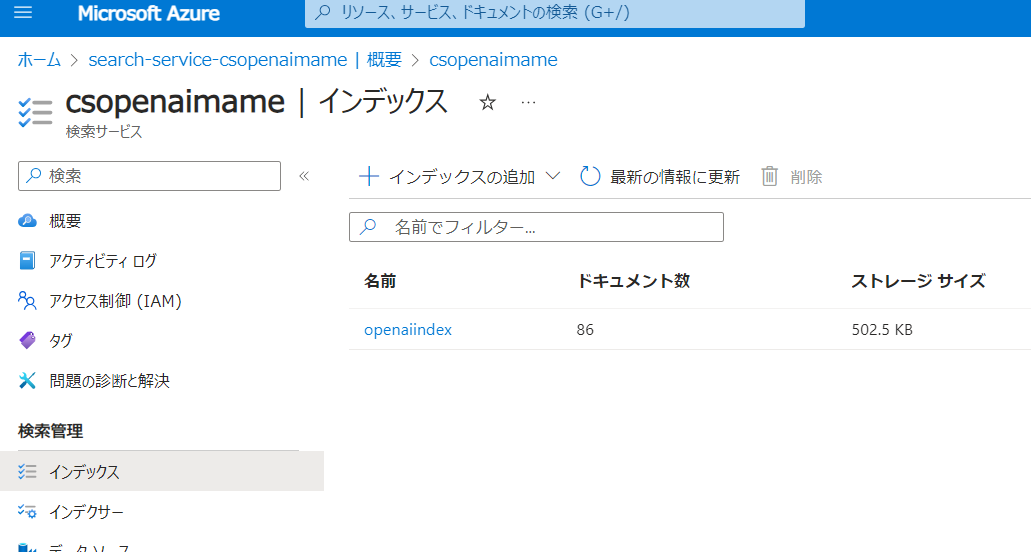 Microsoft Azure
リソース、サービス、ドキュメントの検索 (G+/)
ホーム > search-service-csopenaimame | 概要 > csopenaimame
csopenaimame | インデックス ☆ …
検索サービス
検索 «
概要
アクティビティ ログ
アクセス制御 (IAM)
タグ
問題の診断と解決
検索管理
インデックス
インデクサー
データ ソース
+ インデックスの追加 最新の情報に更新 削除
名前でフィルター...
名前 ドキュメント数 ストレージ サイズ
openaiindex 86 502.5 KB